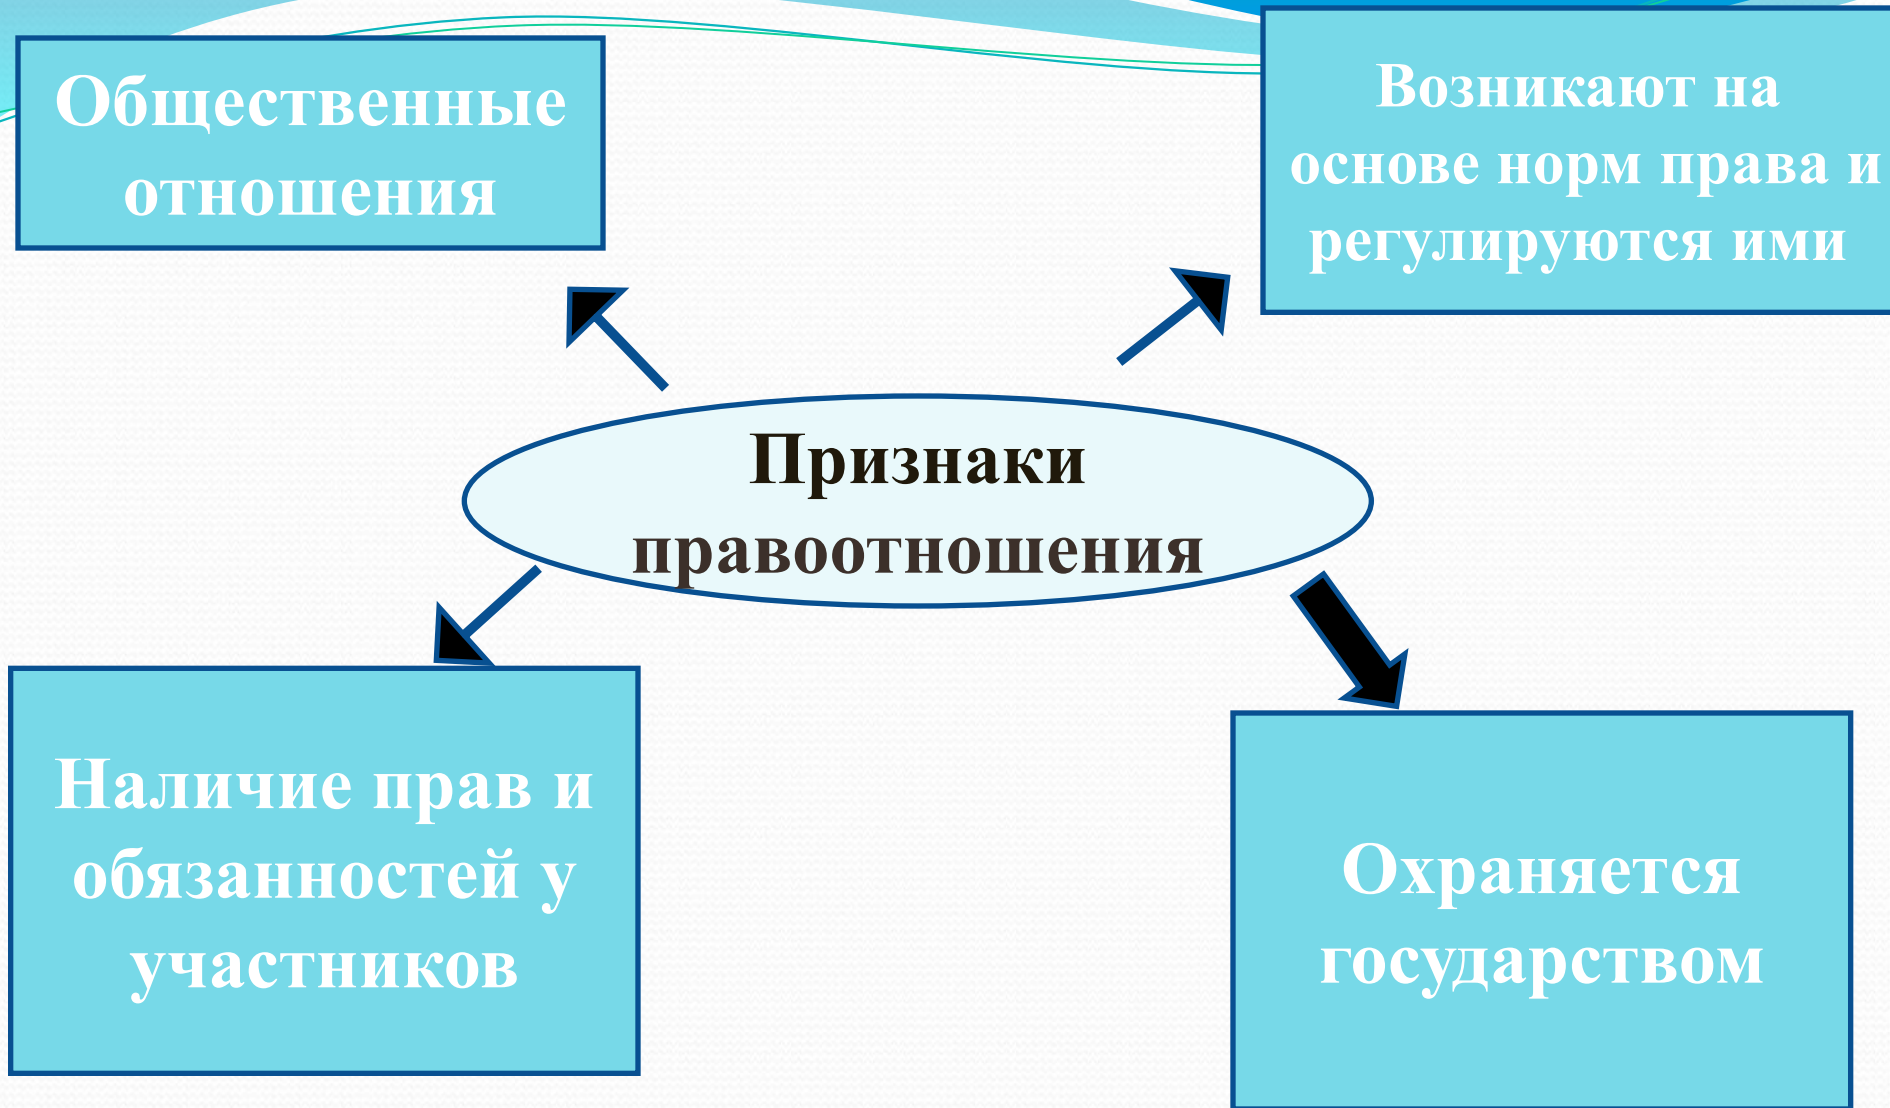 Общественные
отношения
Возникают на
основе норм права и
регулируются ими
Признаки
правоотношения
Наличие прав и
обязанностей у
участников
Охраняется
государством